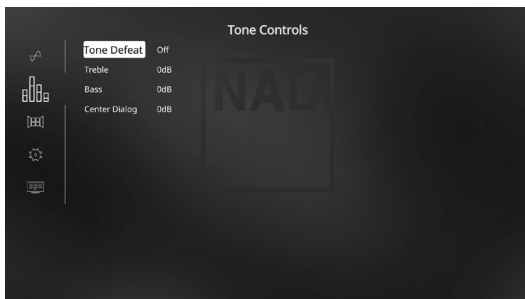 Tone Controls
Tone Defeat Off
Treble 0dB
Bass 0dB
Center Dialog 0dB
NAD